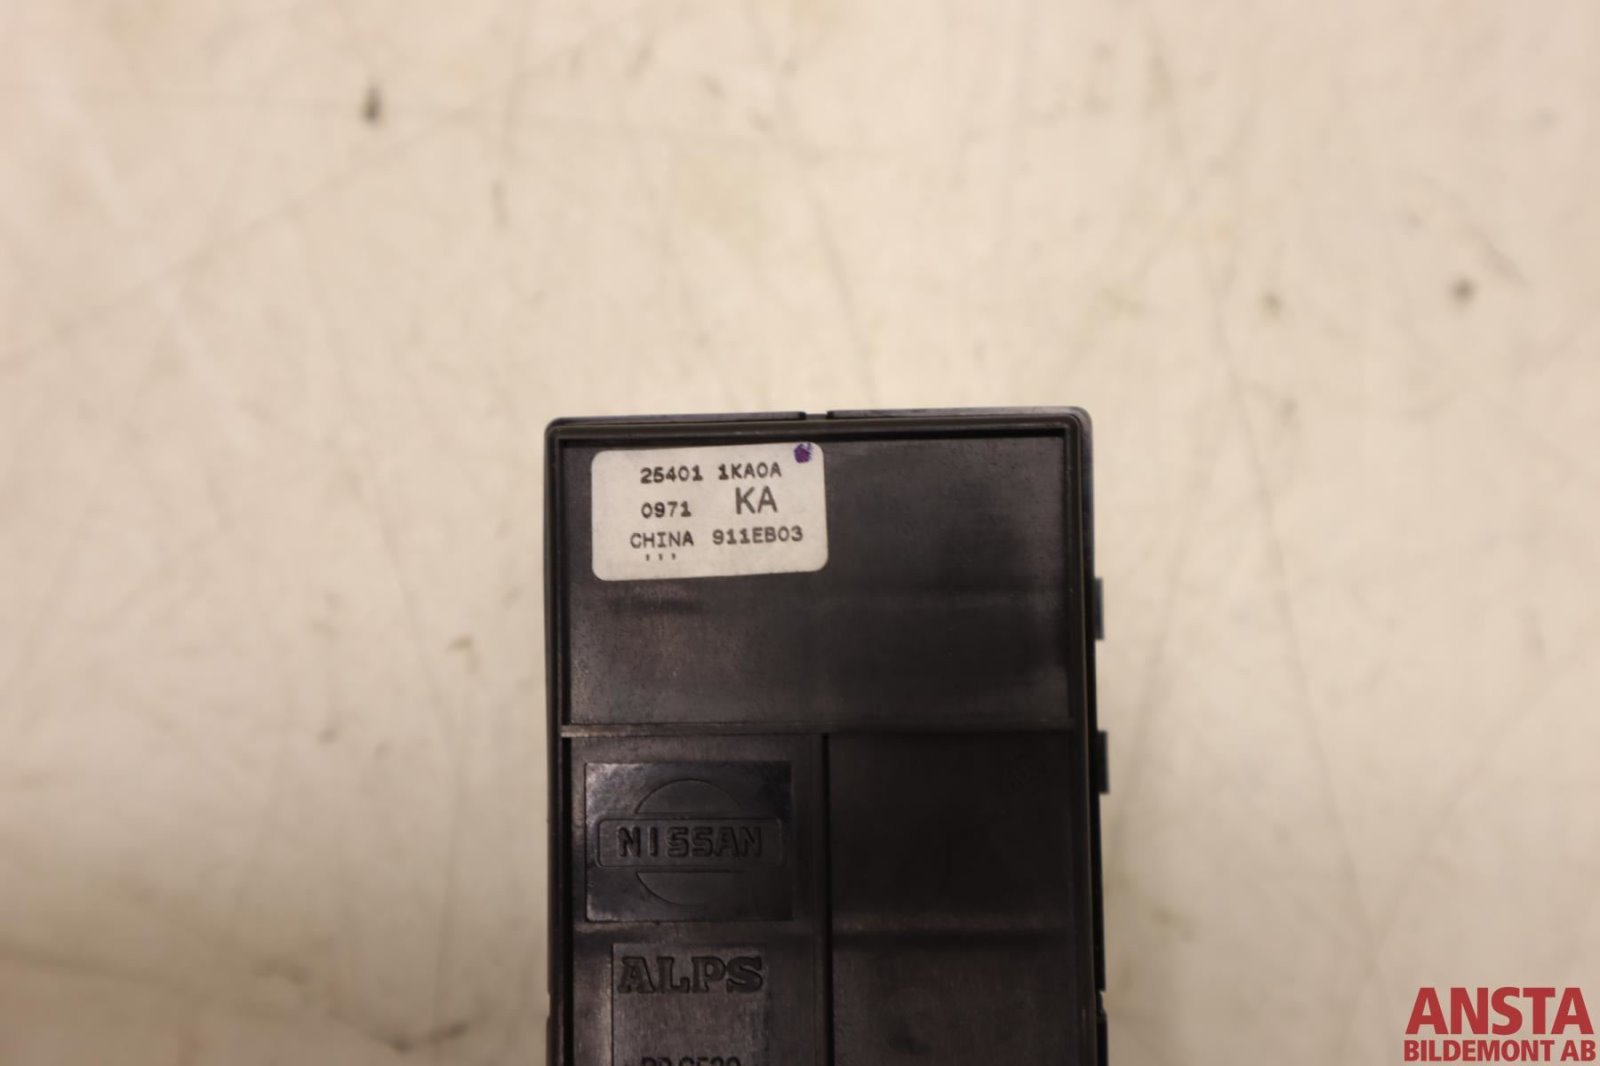 25401 1KA0A
0971 KA
CHINA 911EB03
NISSAN
ALPS
ANSTA
BILDEMONT AB